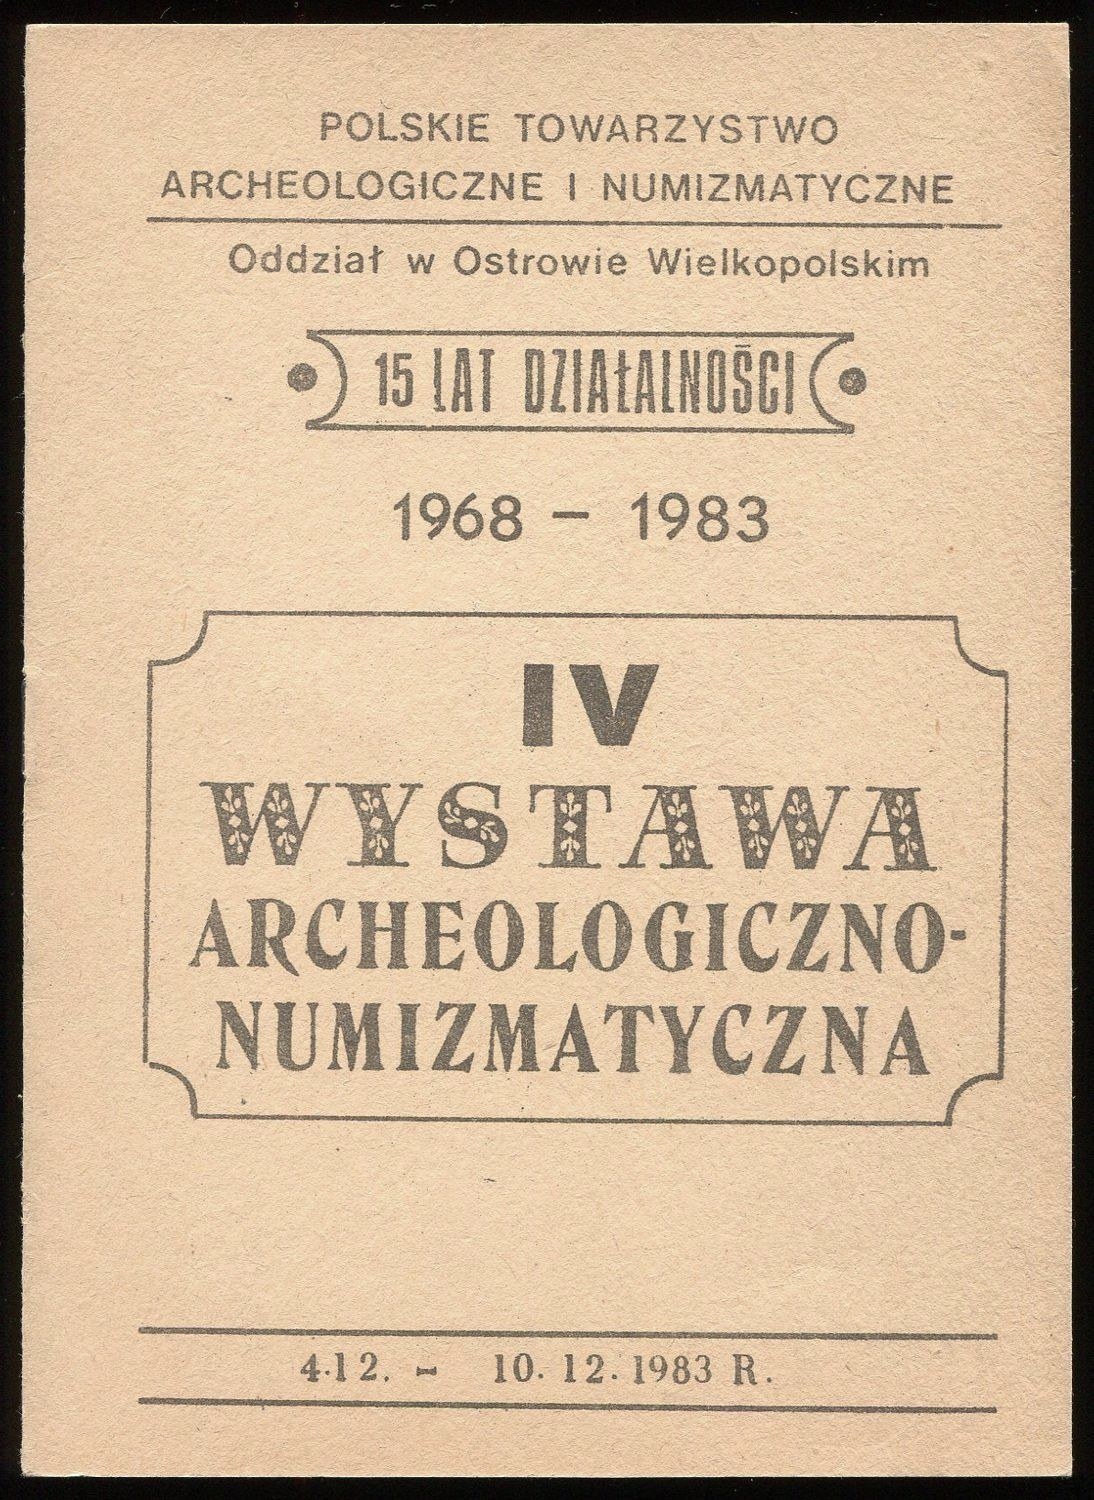 POLSKIE TOWARZYSTWO
ARCHEOLOGICZNE I NUMIZMATYCZNE
Oddział w Ostrowie Wielkopolskim
15 LAT DZIAŁALNOŚCI
1968 – 1983
IV
WYSTAWA
ARCHEOLOGICZNO-
NUMIZMATYCZNA
4.12. - 10.12.1983 R.